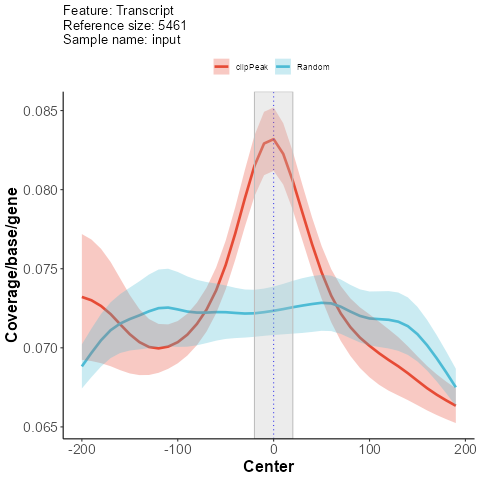 Feature: Transcript
Reference size: 5461
Sample name: input
clipPeak Random
0.085
0.080
0.075
0.070
0.065
Coverage/base/gene
-200 -100 0 100 200
Center